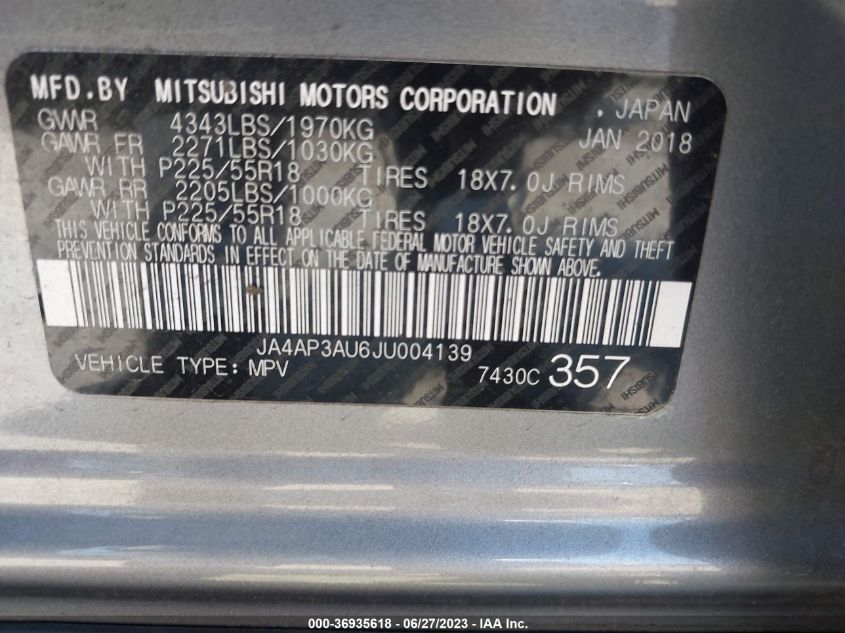 MFD.BY MITSUBISHI MOTORS CORPORATION
. JAPAN
GVWR 4343LBS/1970KG JAN 2018
GAWR FR 2271LBS/1030KG
WITH P225/55R18 TIRES 18X7.0J RIMS
GAWR RR 2205LBS/1000KG
WITH P225/55R18 TIRES 18X7.0J RIMS
THIS VEHICLE CONFORMS TO ALL APPLICABLE FEDERAL MOTOR VEHICLE SAFETY AND THEFT
PREVENTION STANDARDS IN EFFECT ON THE DATE OF MANUFACTURE SHOWN ABOVE.
JA4AP3AU6JU004139
VEHICLE TYPE: MPV 7430C 357
000-36935618 - 06/27/2023 - IAA, Inc.